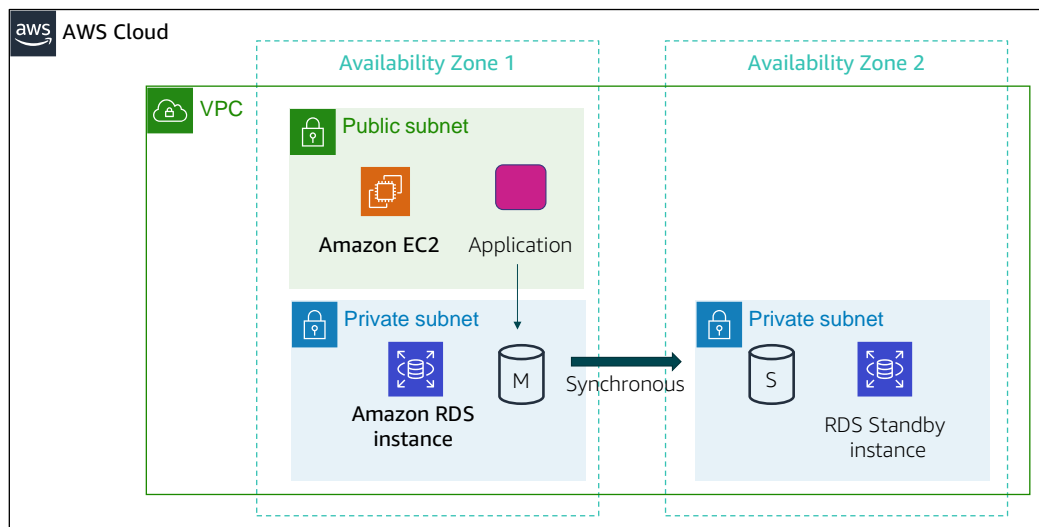 aws
AWS Cloud
Availability Zone 1
Availability Zone 2
VPC
Public subnet
Amazon EC2
Application
Private subnet
M
Amazon RDS
instance
Synchronous
Private subnet
S
RDS Standby
instance